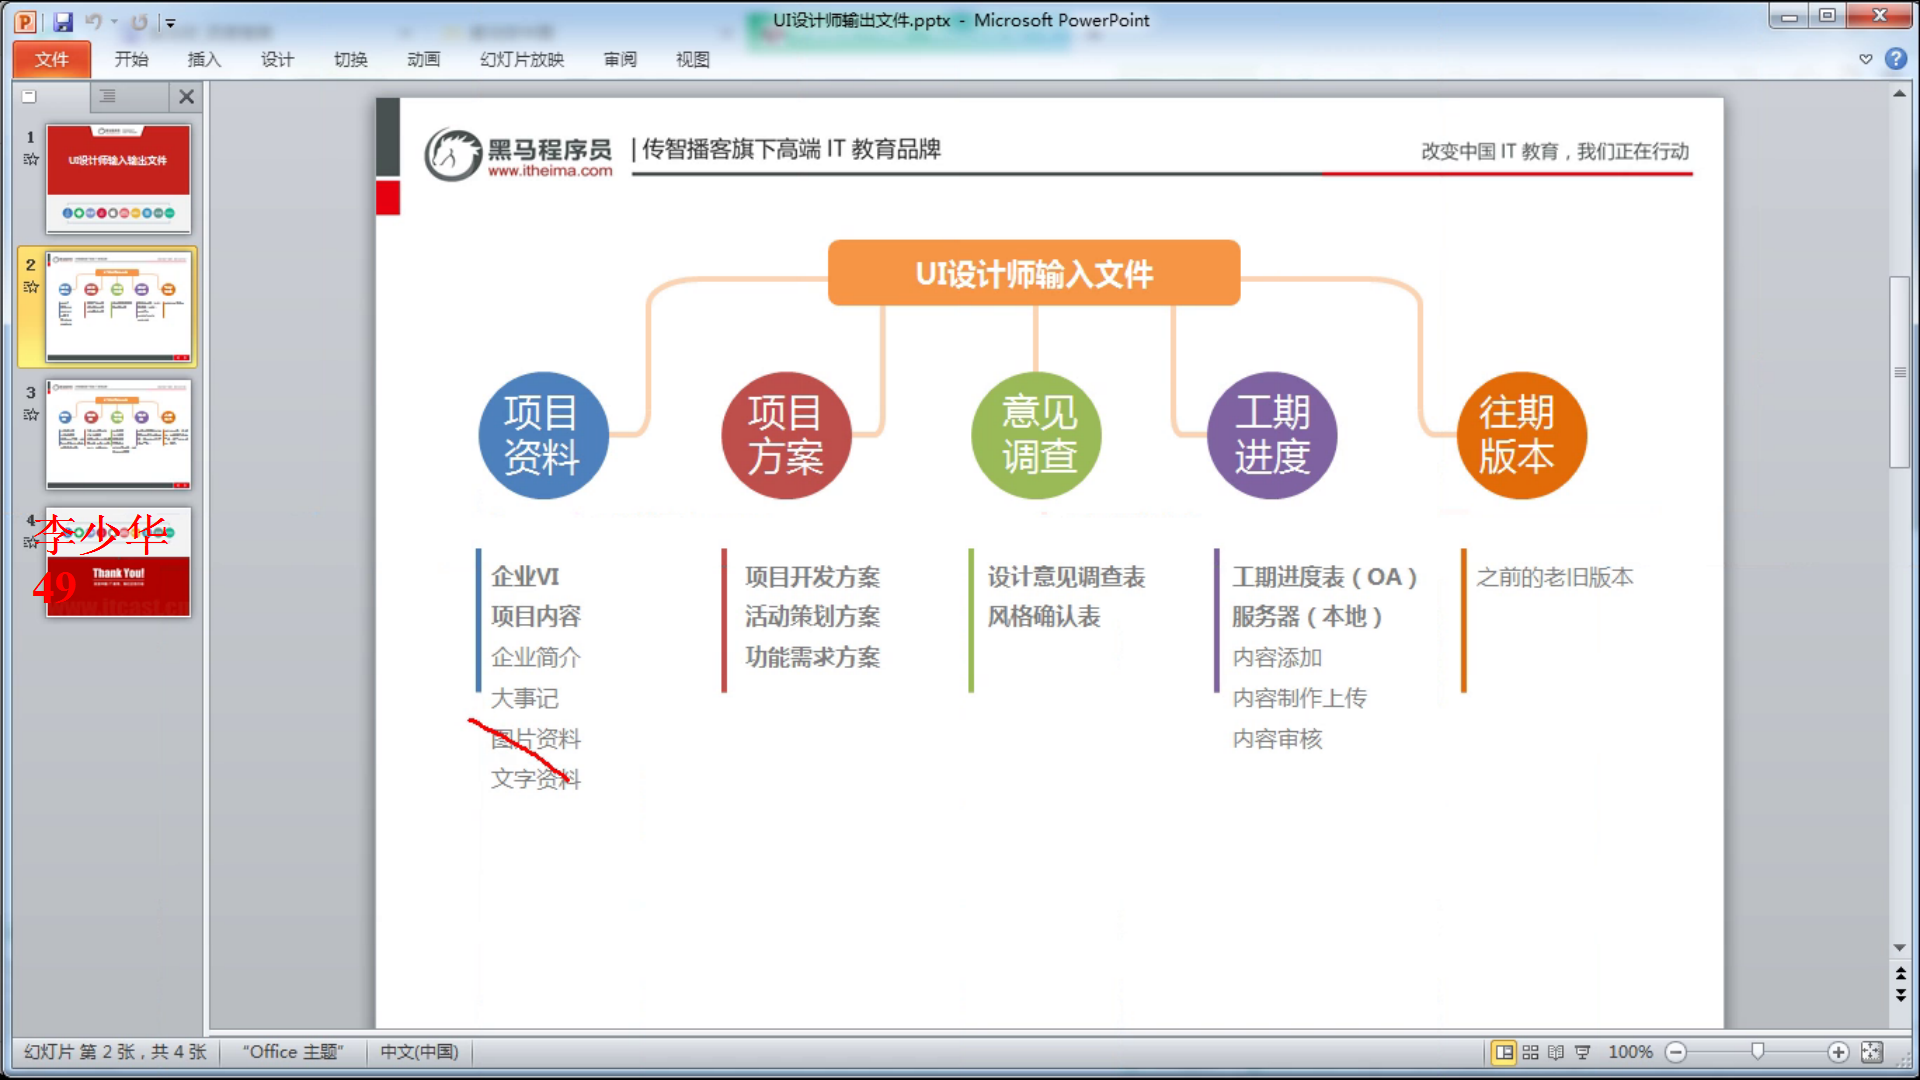 UI设计师输出文件.pptx - Microsoft PowerPoint
文件 开始 插入 设计 切换 动画 幻灯片放映 审阅 视图
1
UI设计师输入输出文件
2
3
4
李少华
49
Thank You!
黑马程序员
www.itheima.com
|传智播客旗下高端 IT 教育品牌
改变中国 IT 教育，我们正在行动
UI设计师输入文件
项目
资料
项目
方案
意见
调查
工期
进度
往期
版本
企业VI
项目内容
企业简介
大事记
图片资料
文字资料
项目开发方案
活动策划方案
功能需求方案
设计意见调查表
风格确认表
工期进度表（OA）
服务器（本地）
内容添加
内容制作上传
内容审核
之前的老旧版本
幻灯片 第 2 张，共 4 张 “Office 主题” 中文(中国) 100%